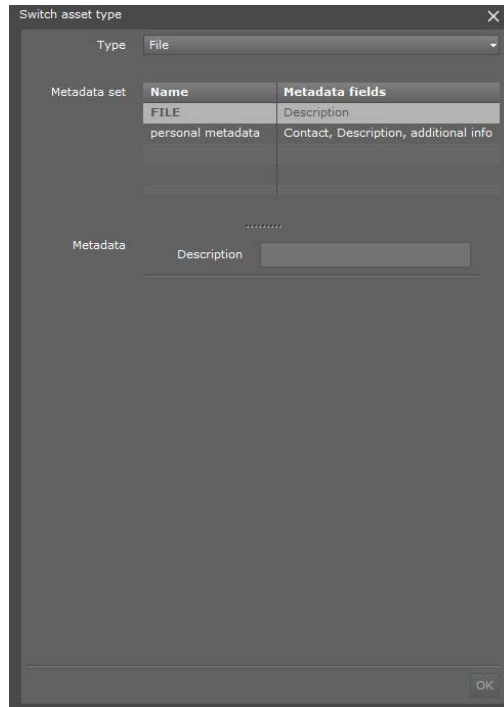 Switch asset type
Type File
Metadata set Name Metadata fields
FILE Description
personal metadata Contact, Description, additional info
Metadata
Description
OK